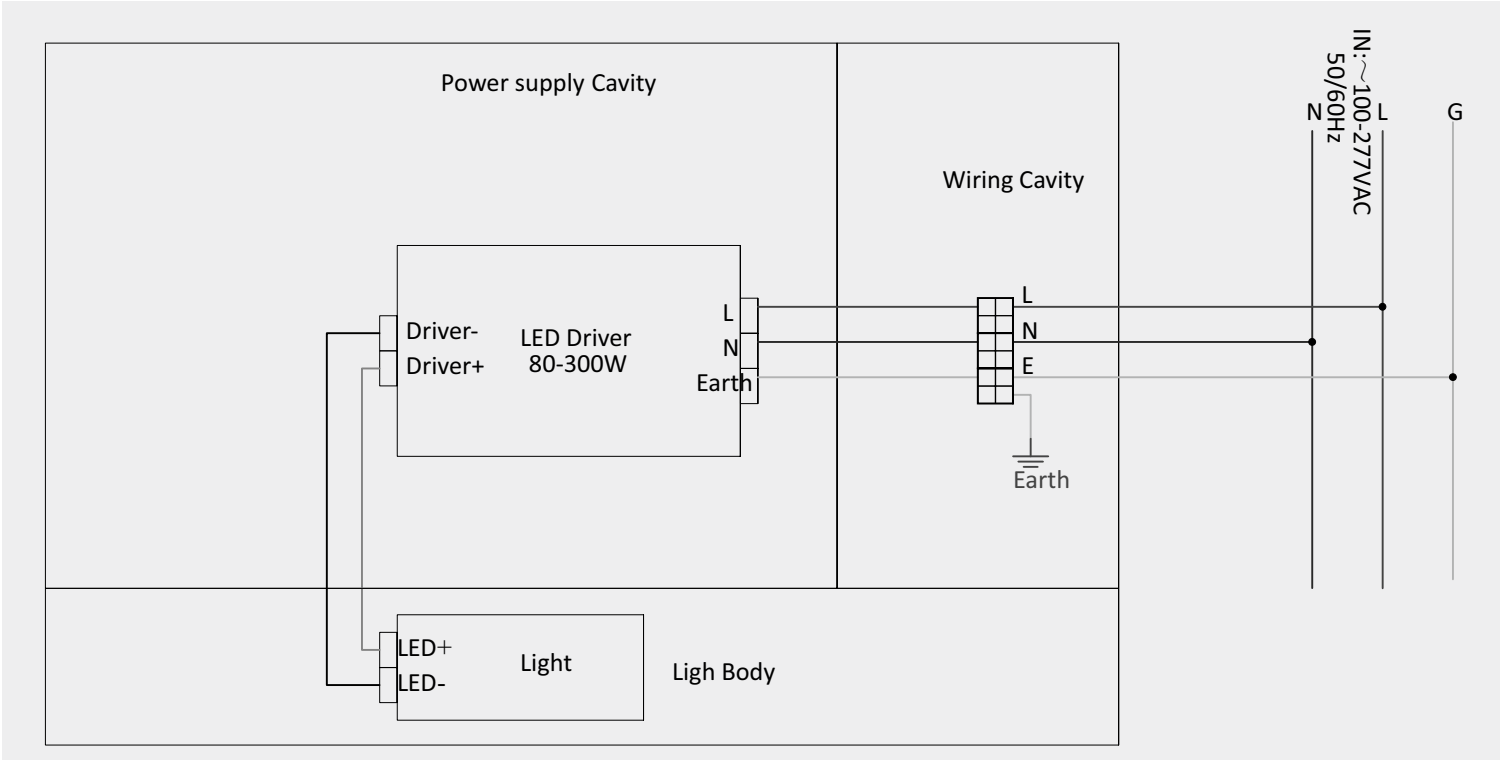 Power supply Cavity
Wiring Cavity
IN:～100-277VAC
50/60Hz
N
L
G
Driver-
Driver+
LED Driver
80-300W
L
N
Earth
L
N
E
Earth
LED+
LED-
Light
Ligh Body